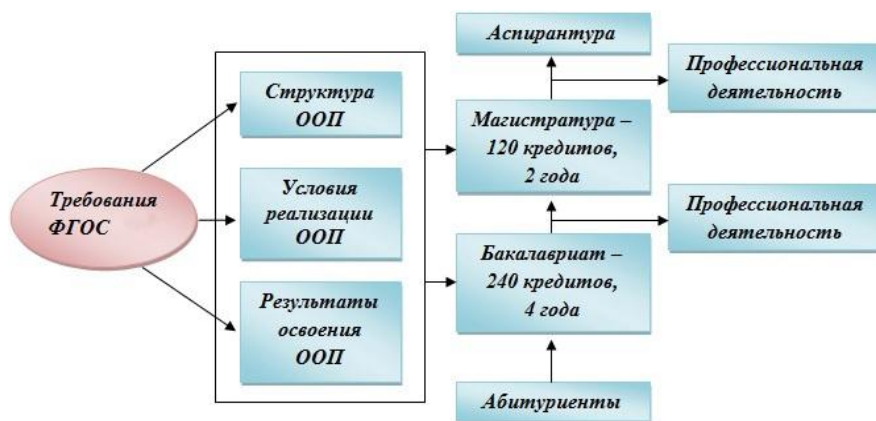 Требования
ФГОС
Структура
ООП
Условия
реализации
ООП
Результаты
освоения
ООП
Аспирантура
Магистратура –
120 кредитов,
2 года
Бакалавриат –
240 кредитов,
4 года
Абитуриенты
Профессиональная
деятельность
Профессиональная
деятельность